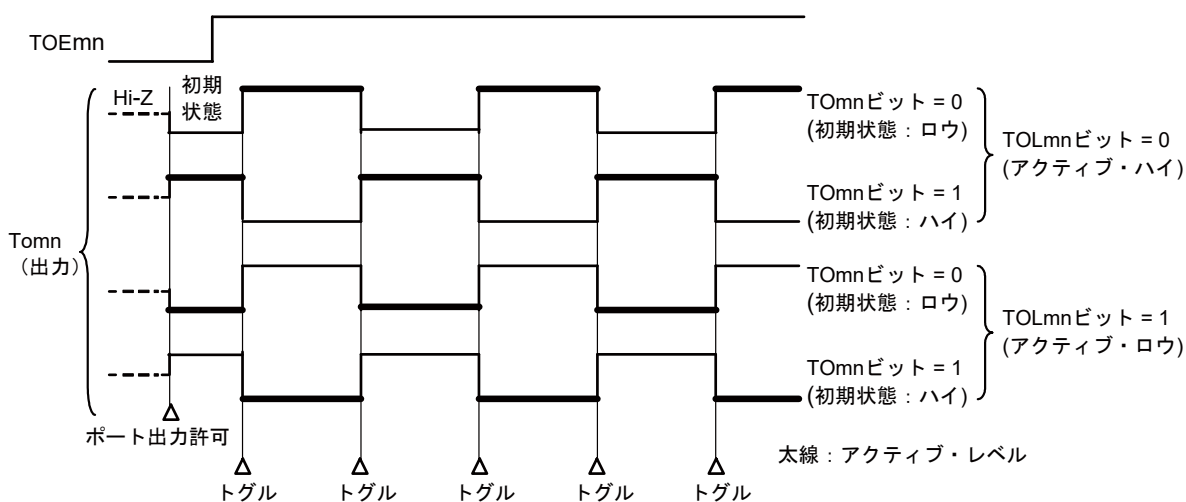 TOEmn
Hi-Z
初期
状態
TOmnビット = 0
(初期状態：ロウ)
TOLmnビット = 0
(アクティブ・ハイ)
TOmnビット = 1
(初期状態：ハイ)
Tomn
（出力）
TOmnビット = 0
(初期状態：ロウ)
TOLmnビット = 1
(アクティブ・ロウ)
TOmnビット = 1
(初期状態：ハイ)
ポート出力許可
太線：アクティブ・レベル
トグル
トグル
トグル
トグル
トグル